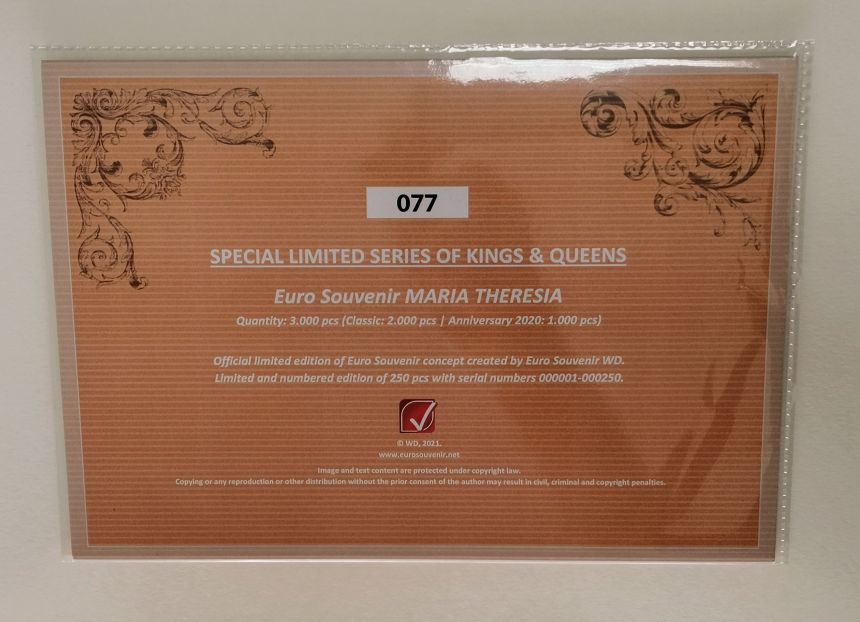 077
SPECIAL LIMITED SERIES OF KINGS & QUEENS
Euro Souvenir MARIA THERESIA
Quantity: 3.000 pcs (Classic: 2.000 pcs | Anniversary 2020: 1.000 pcs)
Official limited edition of Euro Souvenir concept created by Euro Souvenir WD.
Limited and numbered edition of 250 pcs with serial numbers 000001-000250.
© WD, 2021.
www.eurosouvenir.net
Image and text content are protected under copyright law.
Copying or any reproduction or other distribution without the prior consent of the author may result in civil, criminal and copyright penalties.